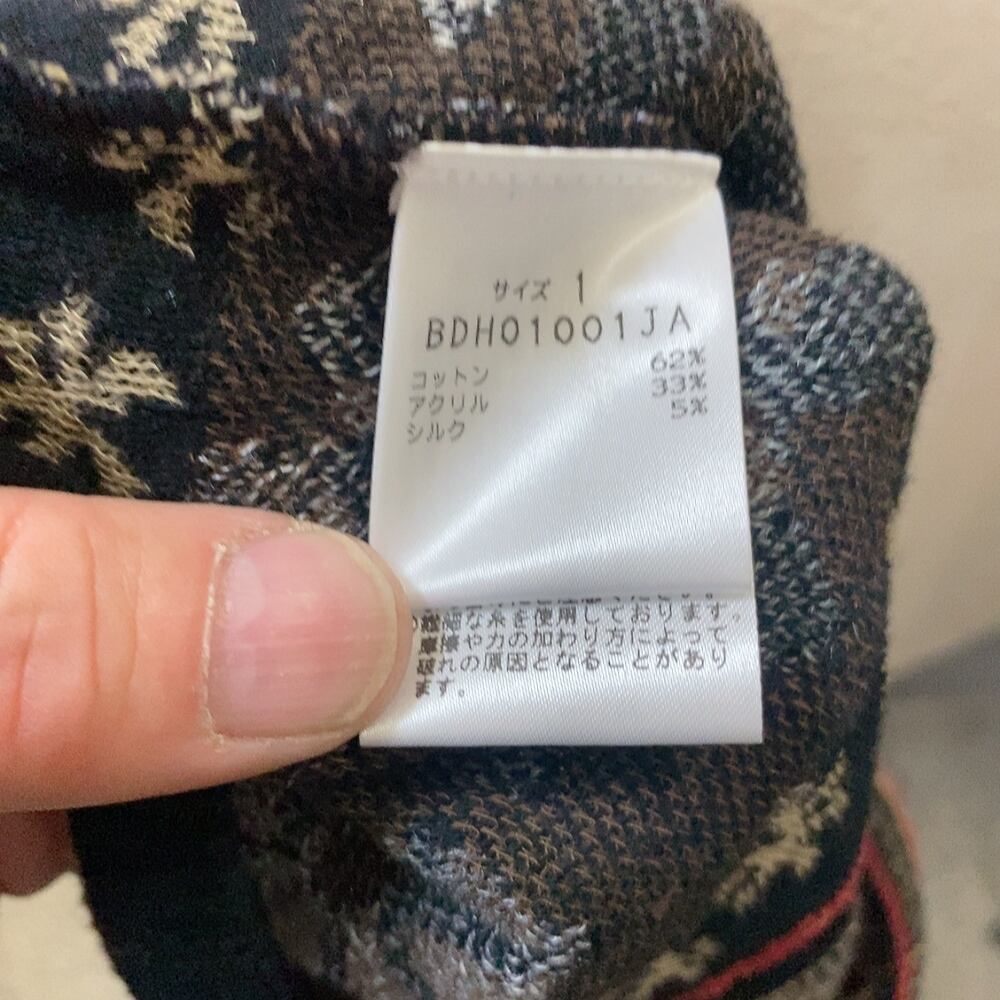 サイズ 1
BDH01001JA
コットン 62%
アクリル 33%
シルク 5%
繊細な糸を使用しております。
摩擦や力の加わり方によって
破れの原因となることがあり
ます。